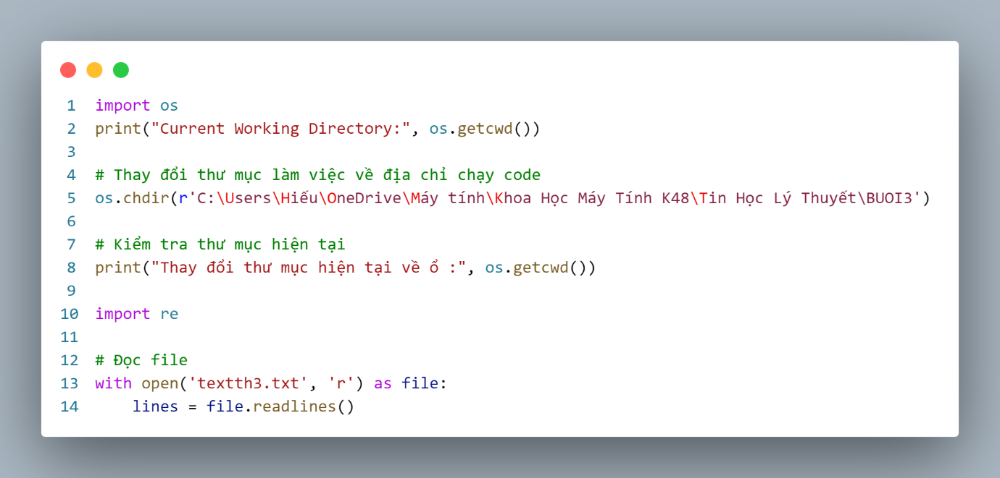 1 import os
2 print("Current Working Directory:", os.getcwd())
3
4 # Thay đổi thư mục làm việc về địa chỉ chạy code
5 os.chdir(r'C:\Users\Hiếu\OneDrive\Máy tính\Khoa Học Máy Tính K48\Tin Học Lý Thuyết\BUOI3')
6
7 # Kiểm tra thư mục hiện tại
8 print("Thay đổi thư mục hiện tại về ổ :", os.getcwd())
9
10 import re
11
12 # Đọc file
13 with open('textth3.txt', 'r') as file:
14     lines = file.readlines()